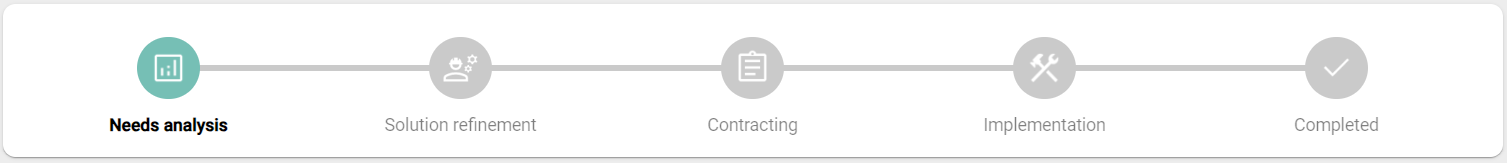 Needs analysis
Solution refinement
Contracting
Implementation
Completed